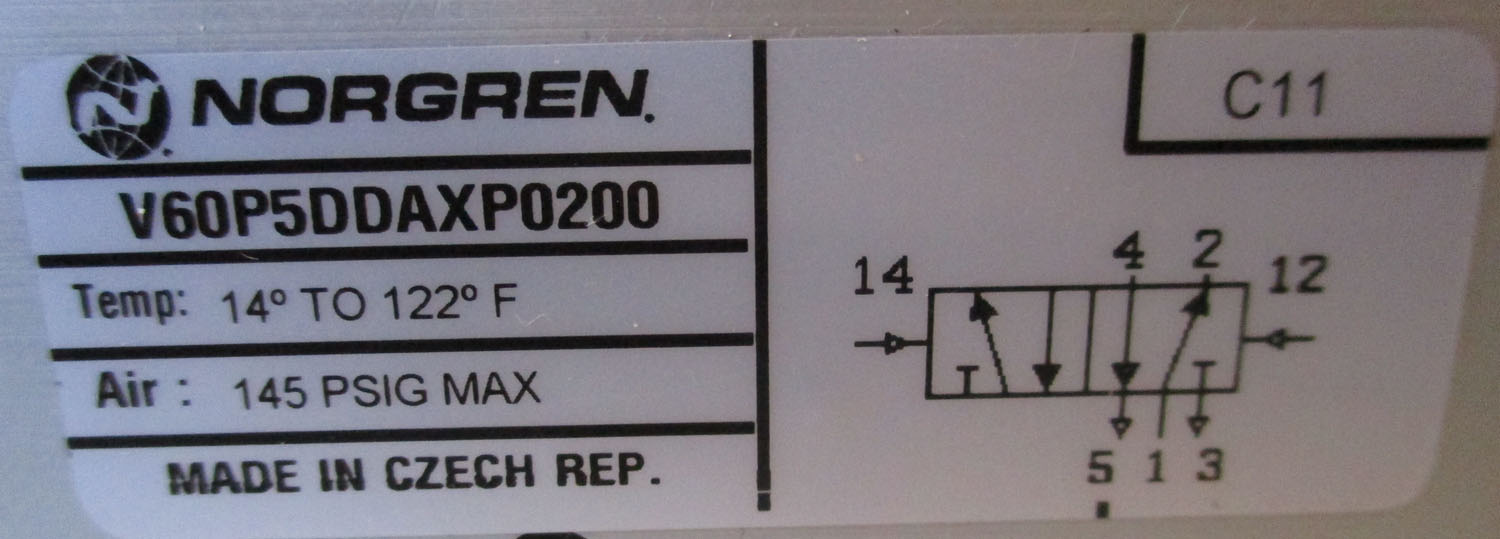 NORGREN.
V60P5DDAXP0200
Temp: 14° TO 122° F
Air : 145 PSIG MAX
MADE IN CZECH REP.
C11
14 4 2 12
5 1 3